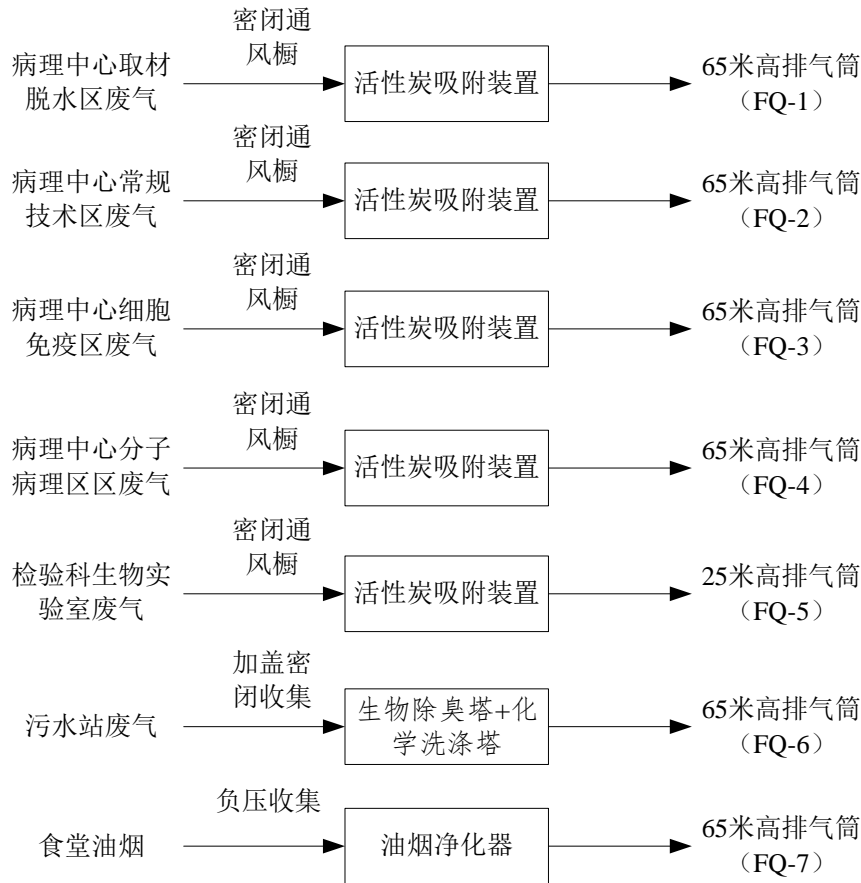 密闭通
风橱
病理中心取材
脱水区废气
活性炭吸附装置
65米高排气筒
（FQ-1）
密闭通
风橱
病理中心常规
技术区废气
活性炭吸附装置
65米高排气筒
（FQ-2）
密闭通
风橱
病理中心细胞
免疫区废气
活性炭吸附装置
65米高排气筒
（FQ-3）
密闭通
风橱
病理中心分子
病理区区废气
活性炭吸附装置
65米高排气筒
（FQ-4）
密闭通
风橱
检验科生物实
验室废气
活性炭吸附装置
25米高排气筒
（FQ-5）
加盖密
闭收集
污水站废气
生物除臭塔+化
学洗涤塔
65米高排气筒
（FQ-6）
负压收集
食堂油烟
油烟净化器
65米高排气筒
（FQ-7）